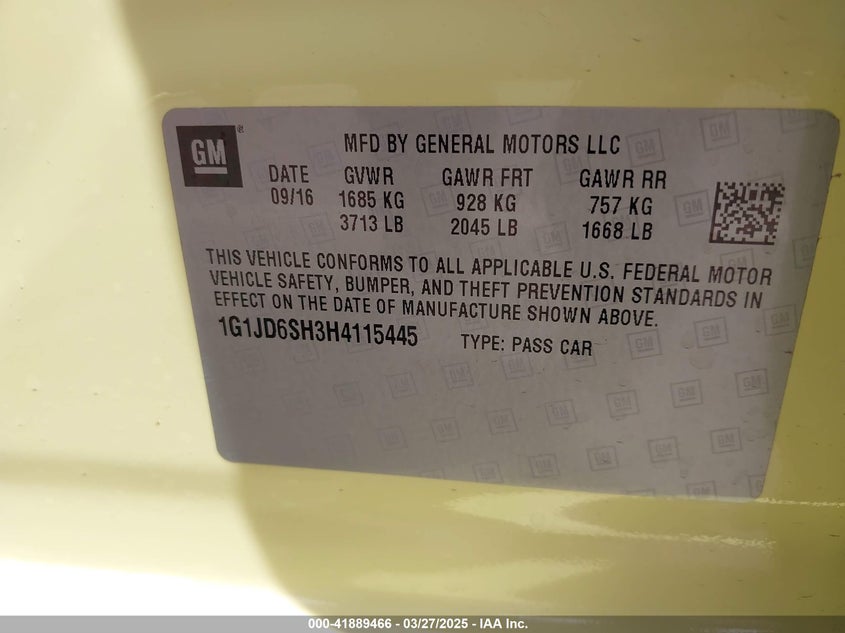 GM®
MFD BY GENERAL MOTORS LLC
DATE GVWR GAWR FRT GAWR RR
09/16 1685 KG 928 KG 757 KG
3713 LB 2045 LB 1668 LB
THIS VEHICLE CONFORMS TO ALL APPLICABLE U.S. FEDERAL MOTOR
VEHICLE SAFETY, BUMPER, AND THEFT PREVENTION STANDARDS IN
EFFECT ON THE DATE OF MANUFACTURE SHOWN ABOVE.
1G1JD6SH3H4115445 TYPE: PASS CAR
000-41889466 - 03/27/2025 - IAA Inc.